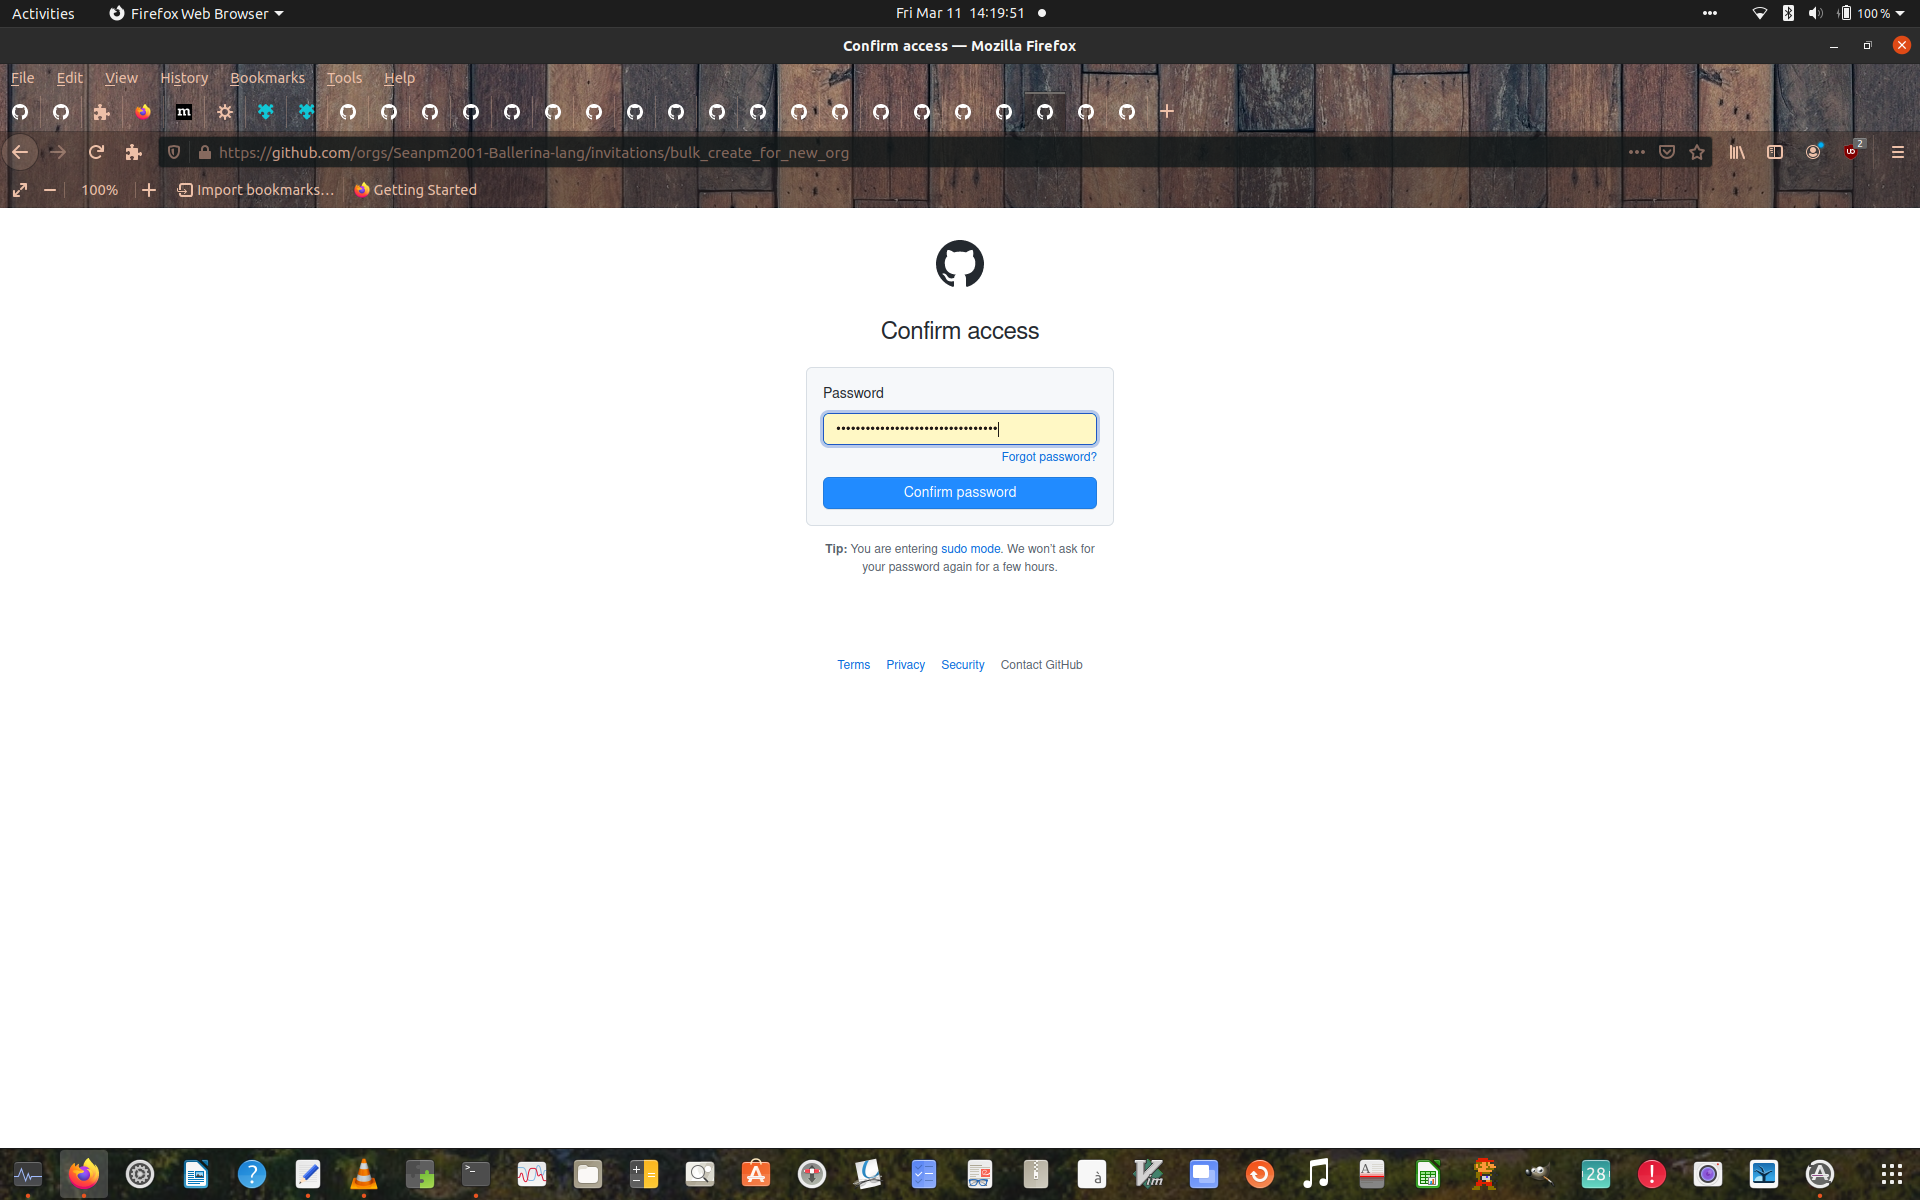 Activities
Firefox Web Browser
Fri Mar 11 14:19:51
100 %
Confirm access — Mozilla Firefox
File Edit View History Bookmarks Tools Help
m
https://github.com/orgs/Seanpm2001-Ballerina-lang/invitations/bulk_create_for_new_org
2
100%
Import bookmarks...
Getting Started
Confirm access
Password
Forgot password?
Confirm password
Tip: You are entering sudo mode. We won't ask for
your password again for a few hours.
Terms Privacy Security Contact GitHub
28